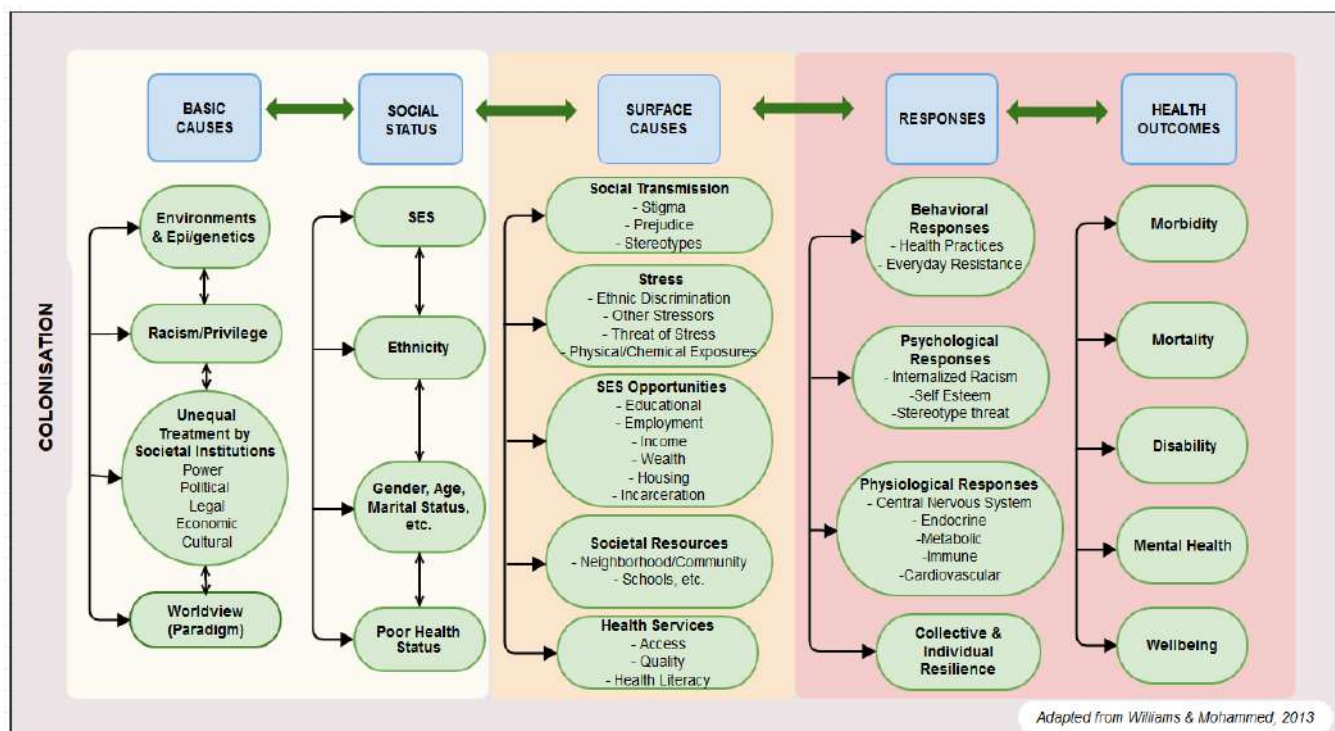 COLONISATION
BASIC
CAUSES
Environments
& Epi/genetics
Racism/Privilege
Unequal
Treatment by
Societal Institutions
Power
Political
Legal
Economic
Cultural
Worldview
(Paradigm)
SOCIAL
STATUS
SES
Ethnicity
Gender, Age,
Marital Status,
etc.
Poor Health
Status
SURFACE
CAUSES
Social Transmission
- Stigma
- Prejudice
- Stereotypes
Stress
- Ethnic Discrimination
- Other Stressors
- Threat of Stress
- Physical/Chemical Exposures
SES Opportunities
- Educational
- Employment
- Income
- Wealth
- Housing
- Incarceration
Societal Resources
- Neighborhood/Community
- Schools, etc.
Health Services
- Access
- Quality
- Health Literacy
RESPONSES
Behavioral
Responses
- Health Practices
- Everyday Resistance
Psychological
Responses
- Internalized Racism
-Self Esteem
-Stereotype threat
Physiological Responses
- Central Nervous System
- Endocrine
-Metabolic
-Immune
-Cardiovascular
Collective &
Individual
Resilience
HEALTH
OUTCOMES
Morbidity
Mortality
Disability
Mental Health
Wellbeing
Adapted from Williams & Mohammed, 2013